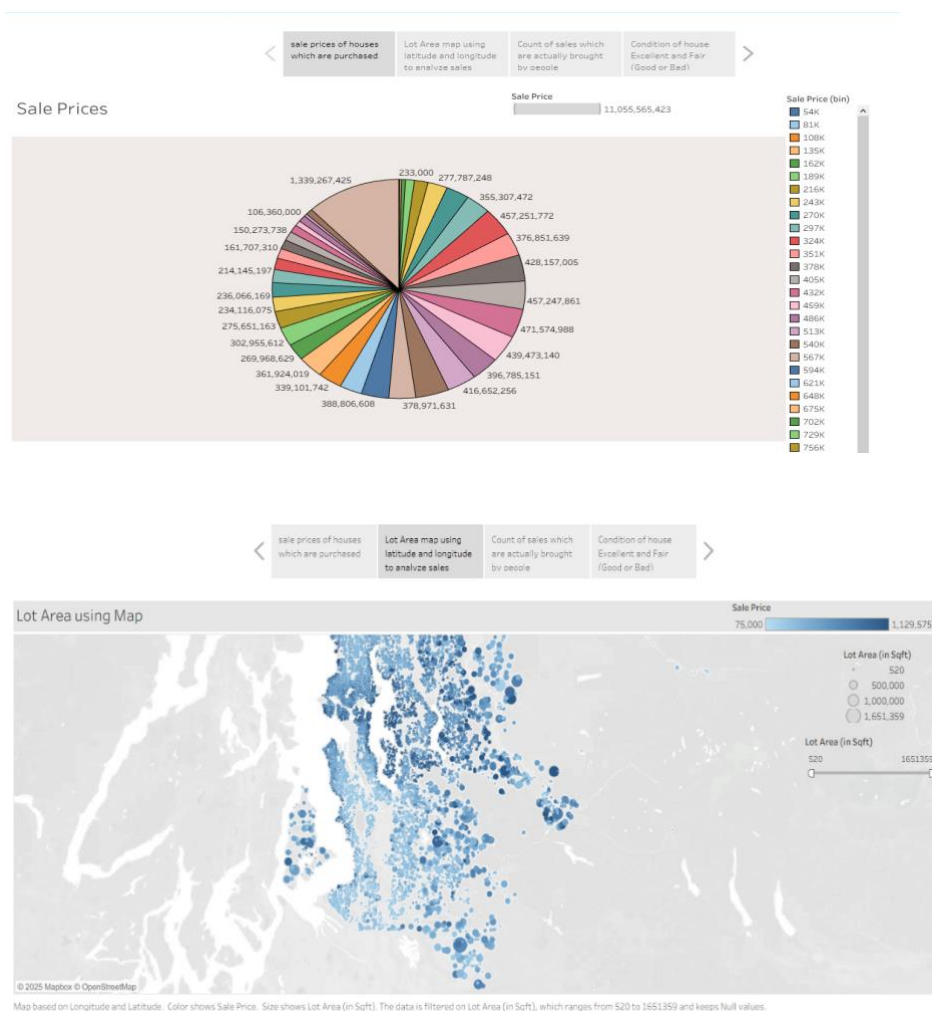 sale prices of houses
which are purchased
Lot Area map using
latitude and longitude
to analyze sales
Count of sales which
are actually brought
by people
Condition of house
Excellent and Fair
(Good or Bad)
Sale Prices
Sale Price
11,055,565,423
Sale Price (bin)
54K
81K
108K
135K
162K
189K
216K
243K
270K
297K
324K
351K
378K
405K
432K
459K
486K
513K
540K
567K
594K
621K
648K
675K
702K
729K
756K
233,000
277,787,248
355,307,472
457,251,772
376,851,639
428,157,005
457,247,861
471,574,988
439,473,140
396,785,151
416,652,256
378,971,631
388,806,608
339,101,742
361,924,019
269,968,629
302,955,612
275,651,163
234,116,075
236,066,169
214,145,197
161,707,310
150,273,738
106,360,000
1,339,267,425
sale prices of houses
which are purchased
Lot Area map using
latitude and longitude
to analyze sales
Count of sales which
are actually brought
by people
Condition of house
Excellent and Fair
(Good or Bad)
Lot Area using Map
Sale Price
75,000
1,129,575
Lot Area (in Sqft)
520
500,000
1,000,000
1,651,359
Lot Area (in Sqft)
520
1651359
© 2025 Mapbox © OpenStreetMap
Map based on Longitude and Latitude. Color shows Sale Price. Size shows Lot Area (in Sqft). The data is filtered on Lot Area (in Sqft), which ranges from 520 to 1651359 and keeps Null values.